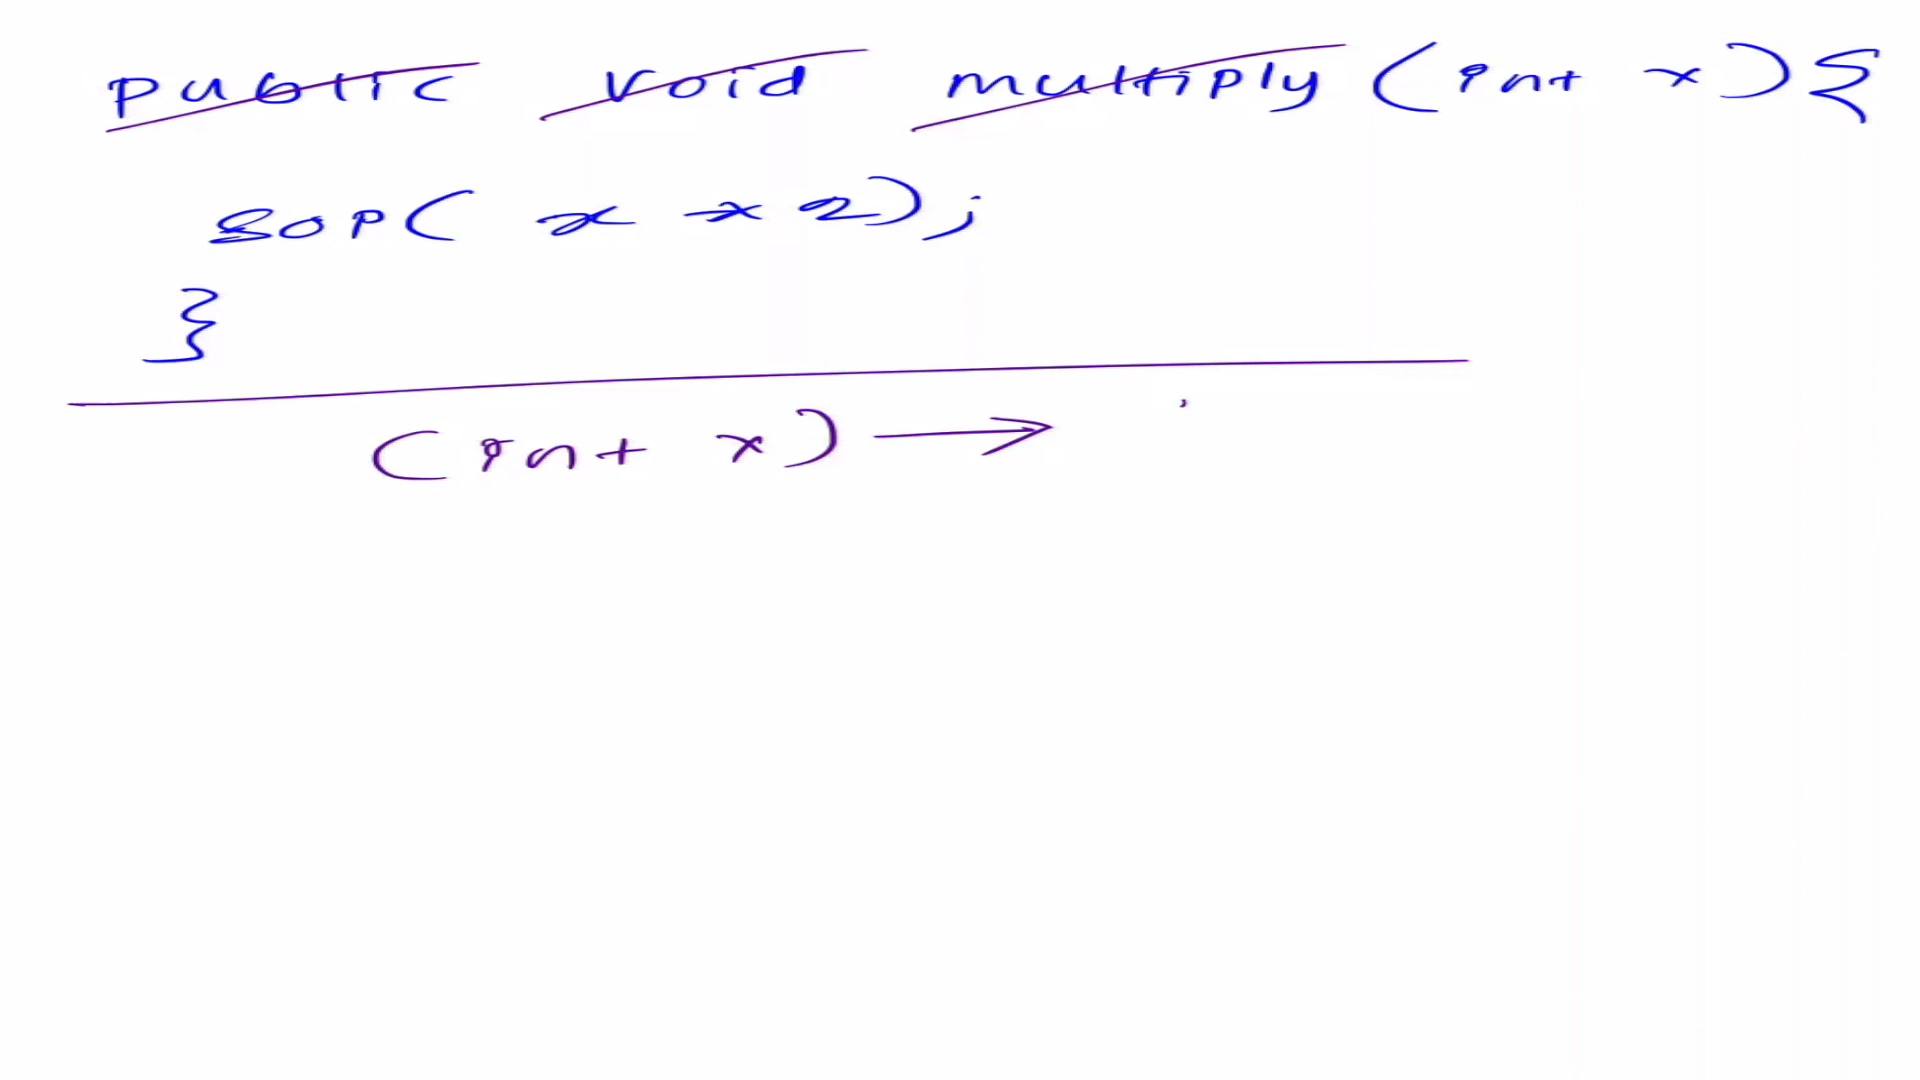 public void multiply (int x) {
sop( x * 2);
}
(int x) →